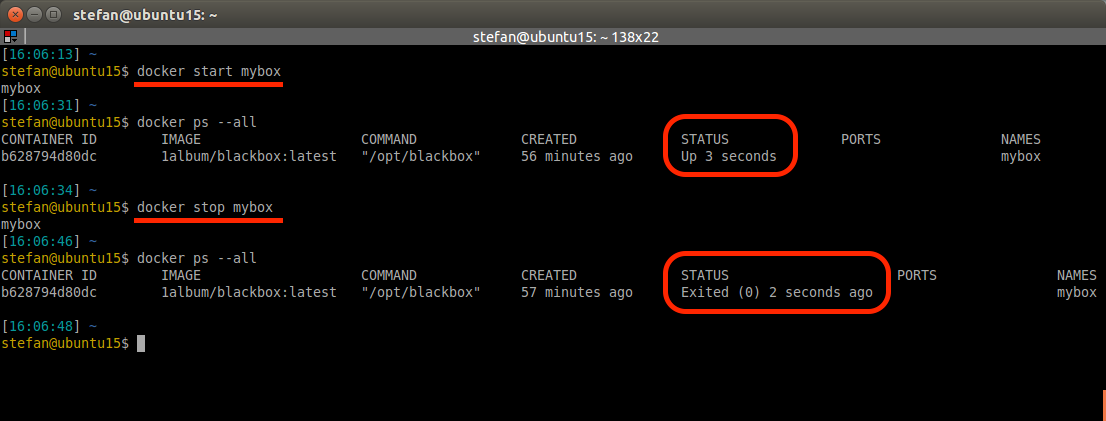 stefan@ubuntu15: ~
stefan@ubuntu15: ~ 138x22
[16:06:13] ~
stefan@ubuntu15$ docker start mybox
mybox
[16:06:31] ~
stefan@ubuntu15$ docker ps --all
CONTAINER ID        IMAGE                    COMMAND             CREATED             STATUS              PORTS               NAMES
b628794d80dc        1album/blackbox:latest   "/opt/blackbox"     56 minutes ago      Up 3 seconds                            mybox
[16:06:34] ~
stefan@ubuntu15$ docker stop mybox
mybox
[16:06:46] ~
stefan@ubuntu15$ docker ps --all
CONTAINER ID        IMAGE                    COMMAND             CREATED             STATUS                     PORTS               NAMES
b628794d80dc        1album/blackbox:latest   "/opt/blackbox"     57 minutes ago      Exited (0) 2 seconds ago                       mybox
[16:06:48] ~
stefan@ubuntu15$